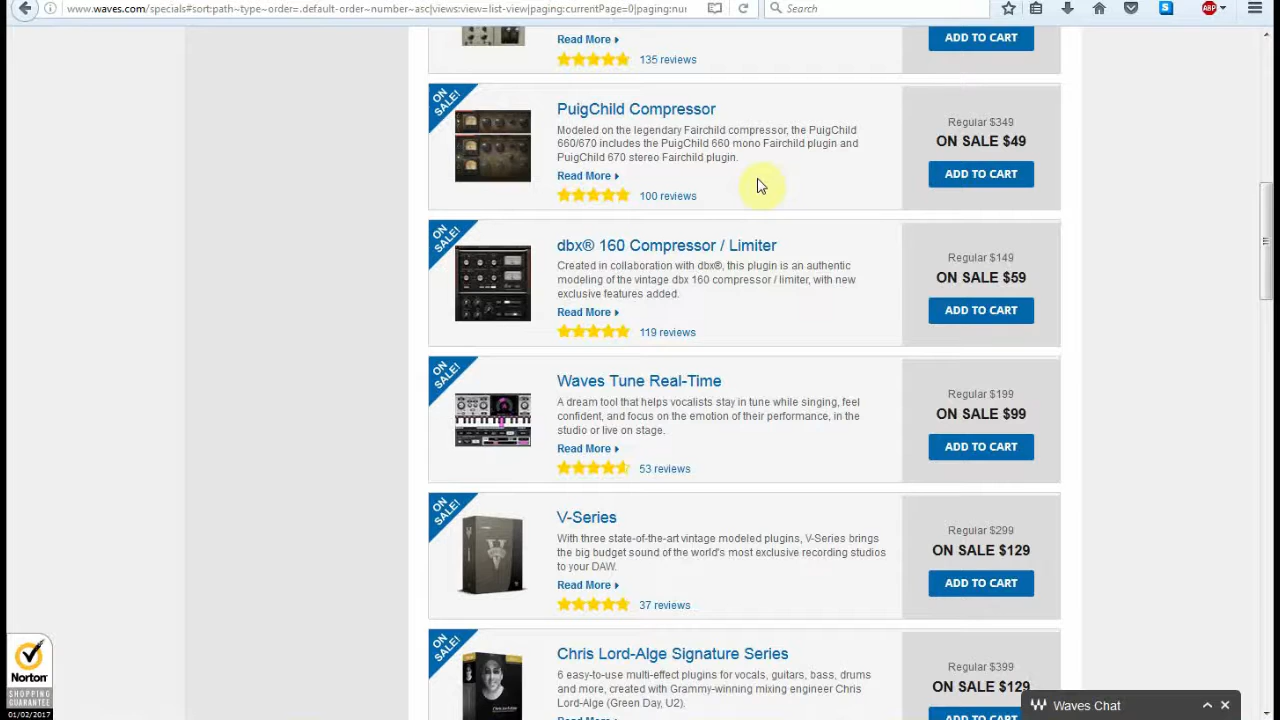 www.waves.com/specials#sort:path~type~order=.default-order~number~asc|views:view=list-view|paging:currentPage=0|paging:nu
Search
ABP
Read More
135 reviews
ADD TO CART
ON SALE!
PuigChild Compressor
Modeled on the legendary Fairchild compressor, the PuigChild
660/670 includes the PuigChild 660 mono Fairchild plugin and
PuigChild 670 stereo Fairchild plugin.
Read More
100 reviews
Regular $349
ON SALE $49
ADD TO CART
ON SALE!
dbx® 160 Compressor / Limiter
Created in collaboration with dbx®, this plugin is an authentic
modeling of the vintage dbx 160 compressor / limiter, with new
exclusive features added.
Read More
119 reviews
Regular $149
ON SALE $59
ADD TO CART
ON SALE!
Waves Tune Real-Time
A dream tool that helps vocalists stay in tune while singing, feel
confident, and focus on the emotion of their performance, in the
studio or live on stage.
Read More
53 reviews
Regular $199
ON SALE $99
ADD TO CART
ON SALE!
V-Series
With three state-of-the-art vintage modeled plugins, V-Series brings
the big budget sound of the world's most exclusive recording studios
to your DAW.
Read More
37 reviews
Regular $299
ON SALE $129
ADD TO CART
ON SALE!
Chris Lord-Alge Signature Series
6 easy-to-use multi-effect plugins for vocals, guitars, bass, drums
and more, created with Grammy-winning mixing engineer Chris
Lord-Alge (Green Day, U2).
Read More
Regular $399
ON SALE $129
ADD TO CART
Norton
SHOPPING
GUARANTEE
01/02/2017
Waves Chat